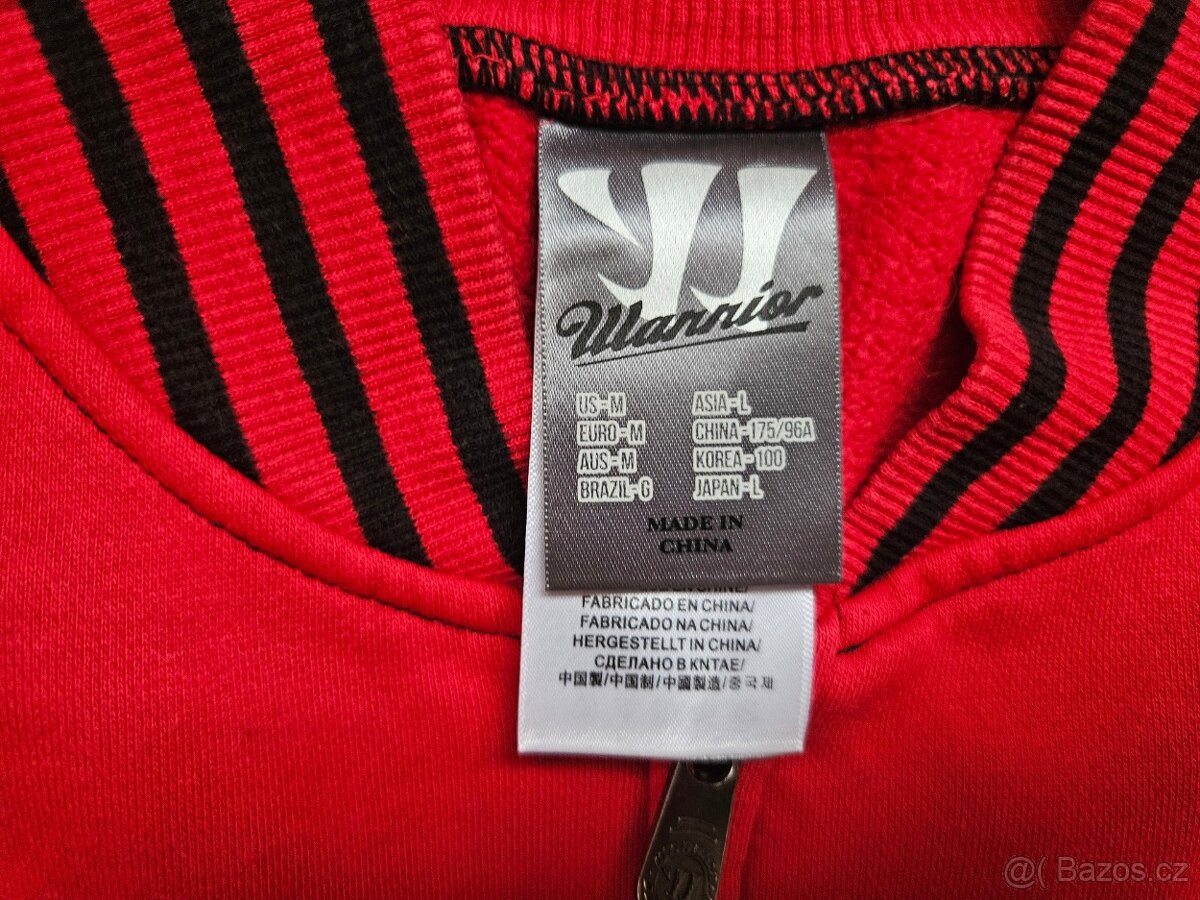 Warrior
US=M ASIA=L
EURO=M CHINA=175/96A
AUS=M KOREA=100
BRAZIL=G JAPAN=L
MADE IN
CHINA
FABRICADO EN CHINA/
FABRICADO NA CHINA/
HERGESTELLT IN CHINA/
СДЕЛАНО В КNТАЕ/
中国製/中国制/中國製造/중국제
@( Bazos.cz